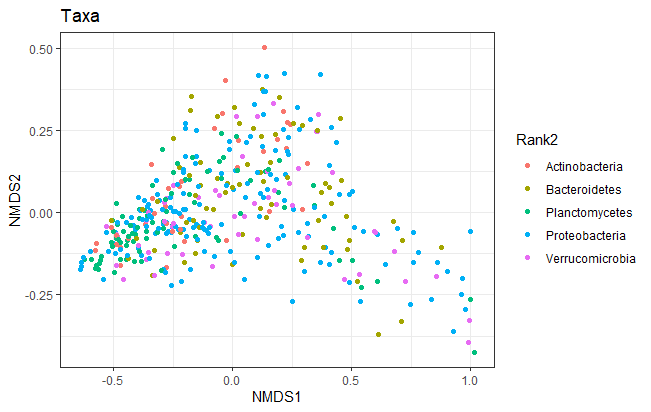 Taxa
0.50
0.25
0.00
-0.25
NMDS2
-0.5
0.0
0.5
1.0
NMDS1
Rank2
Actinobacteria
Bacteroidetes
Planctomycetes
Proteobacteria
Verrucomicrobia